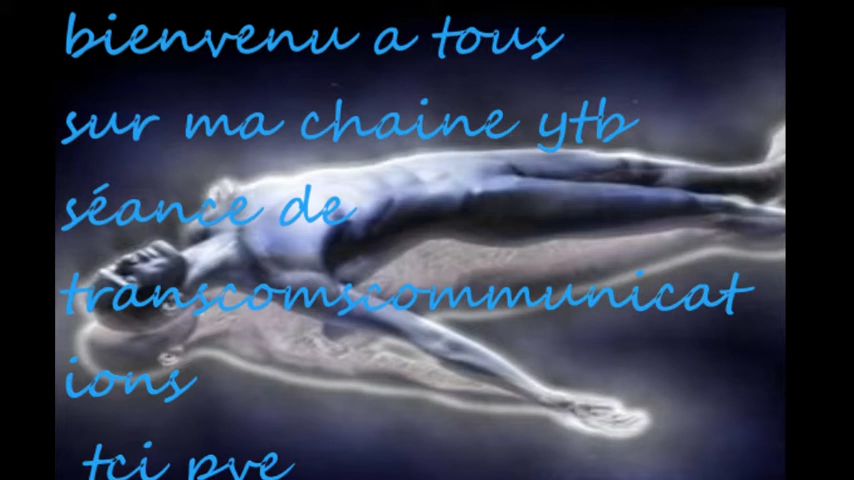 bienvenu a tous
sur ma chaine ytb
séance de
transcomscommunicat
ions
tci pve